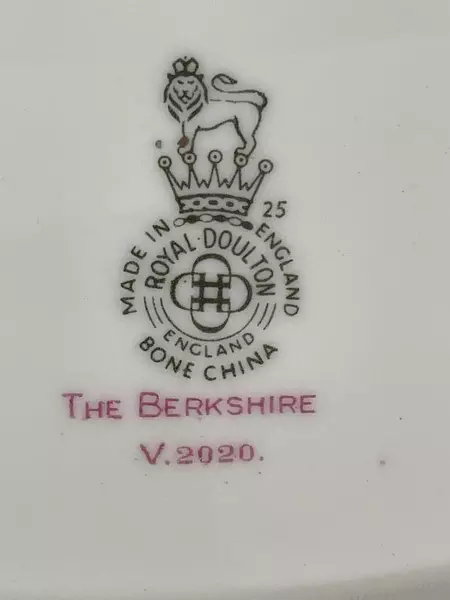 25
MADE IN ENGLAND
ROYAL·DOULTON
ENGLAND
BONE CHINA
THE BERKSHIRE
V.2020.